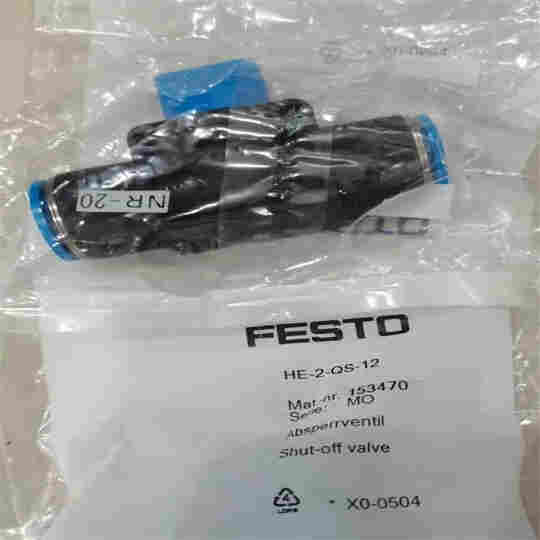 NR-20
FESTO
HE-2-QS-12
Mat.-nr. 153470
Serie: MO
Absperrventil
Shut-off valve
4
X0-0504